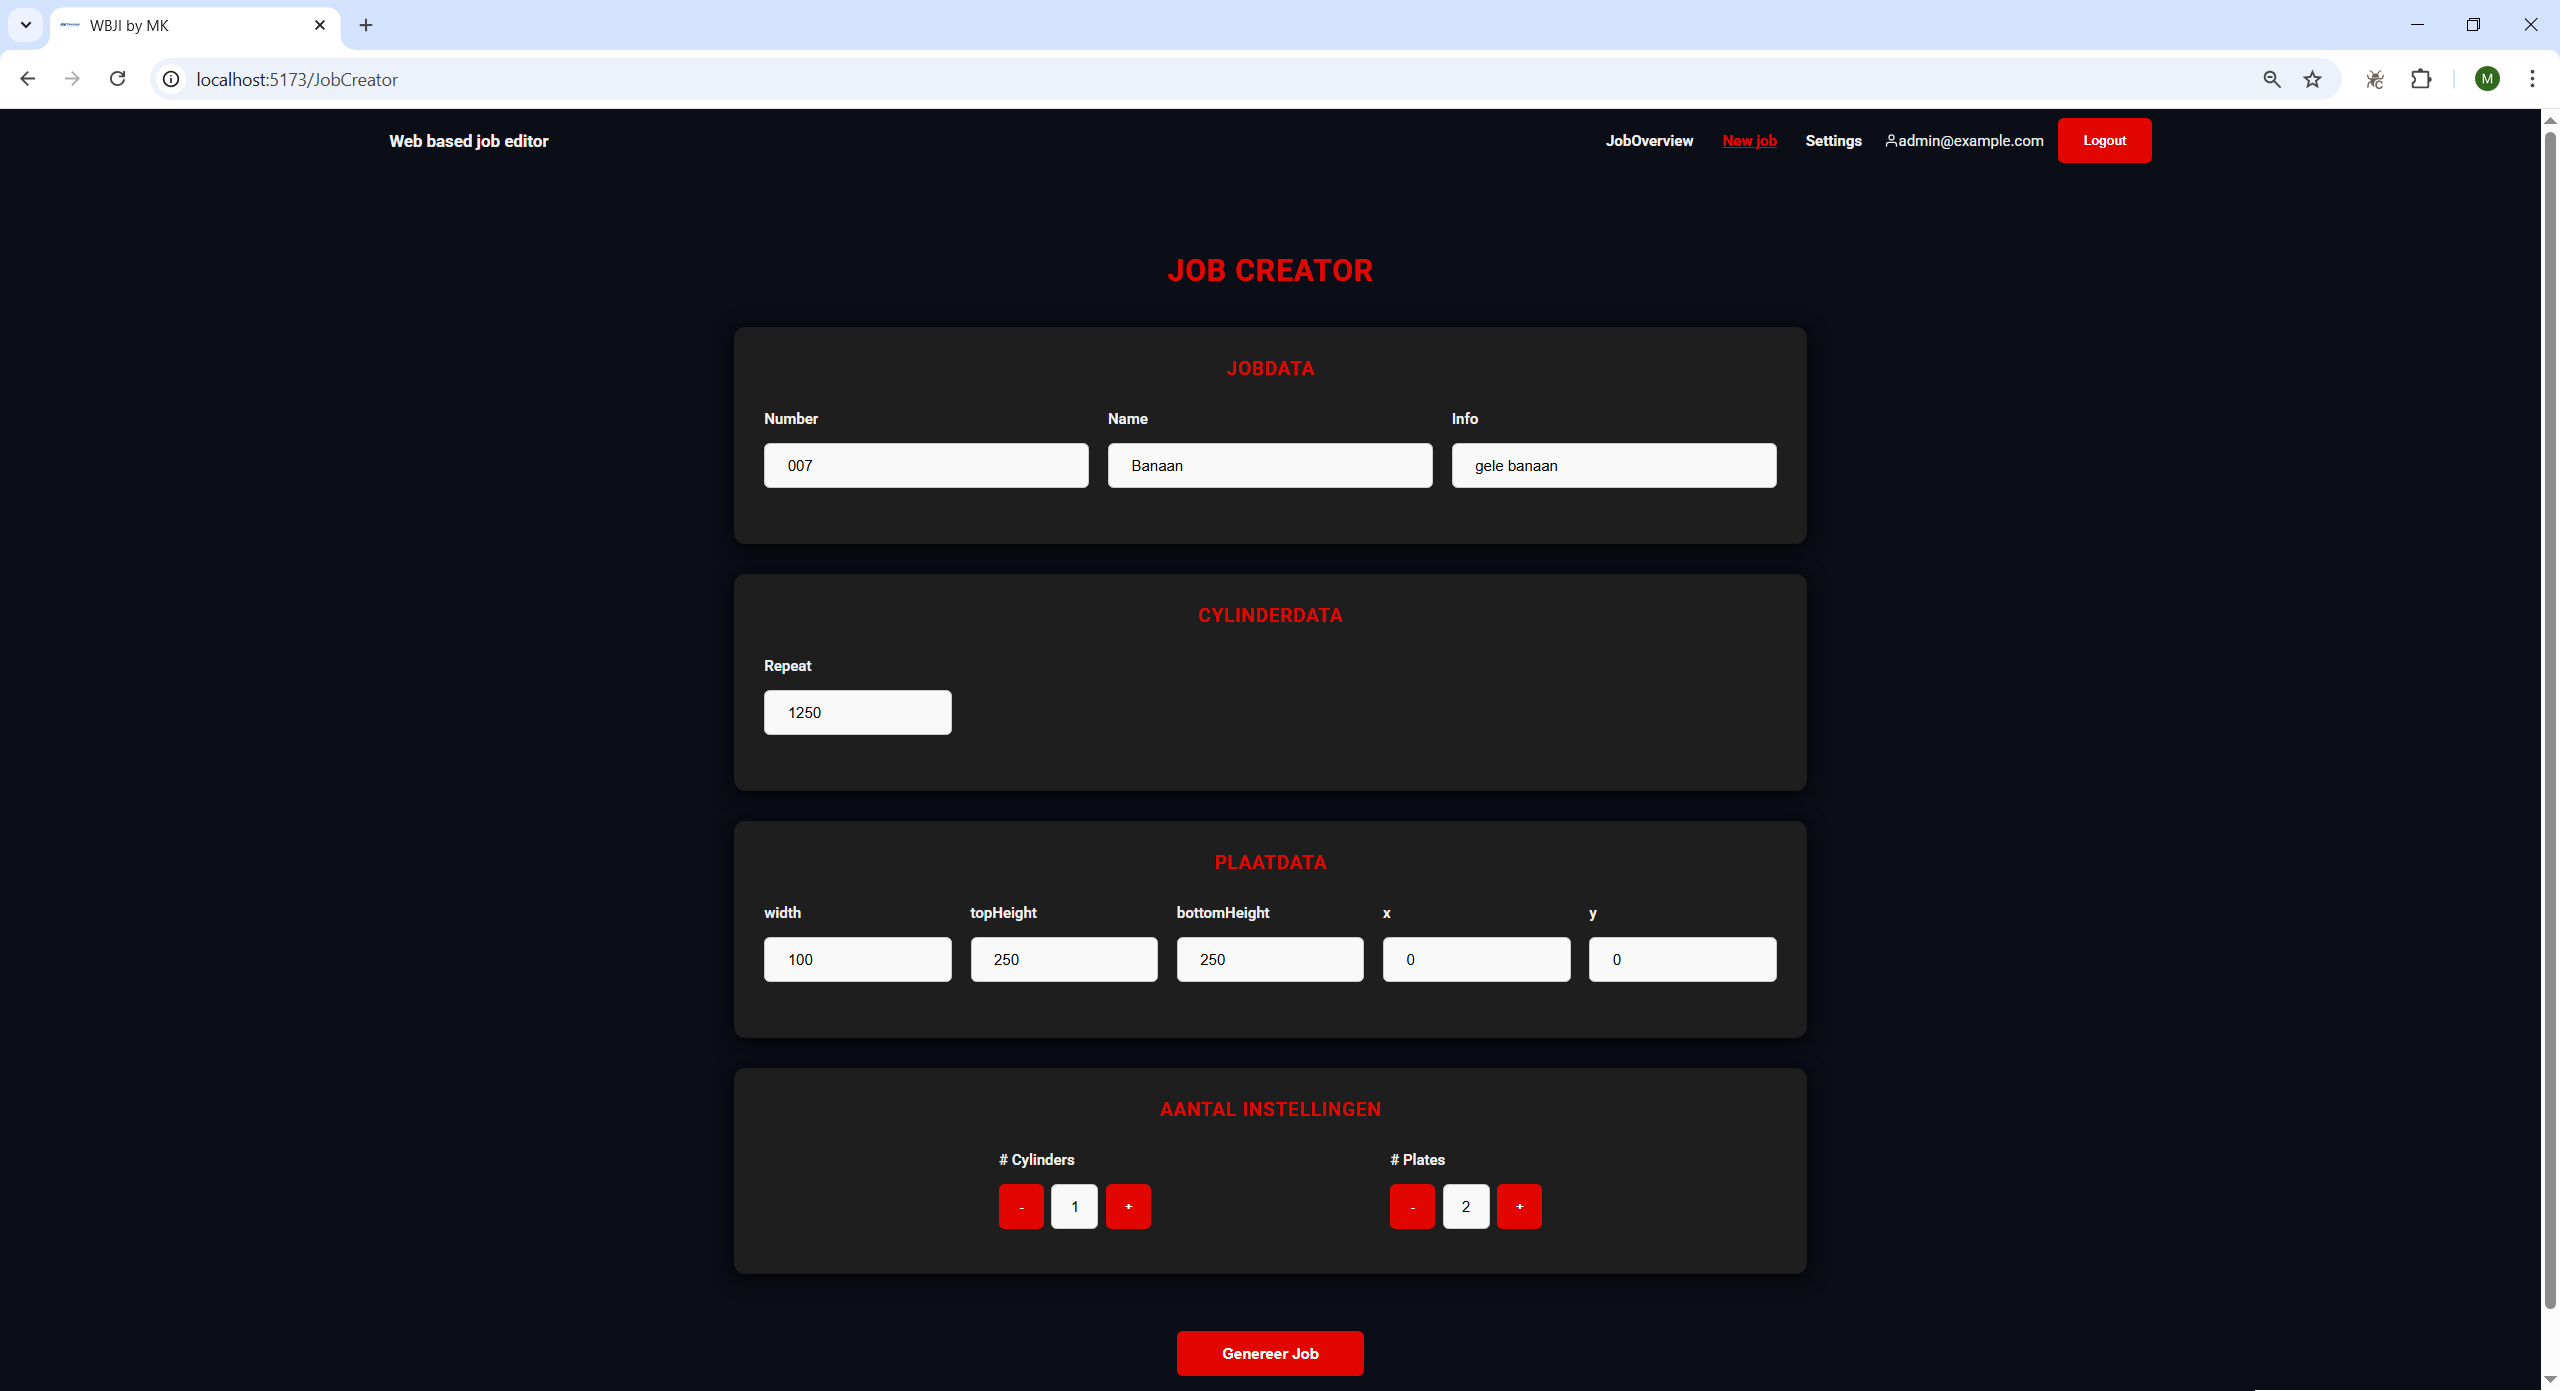 WBJI by MK
localhost:5173/JobCreator
M
Web based job editor
JobOverview New job Settings admin@example.com Logout
JOB CREATOR
JOBDATA
Number Name Info
007 Banaan gele banaan
CYLINDERDATA
Repeat
1250
PLAATDATA
width topHeight bottomHeight x y
100 250 250 0 0
AANTAL INSTELLINGEN
# Cylinders # Plates
- 1 + - 2 +
Genereer Job